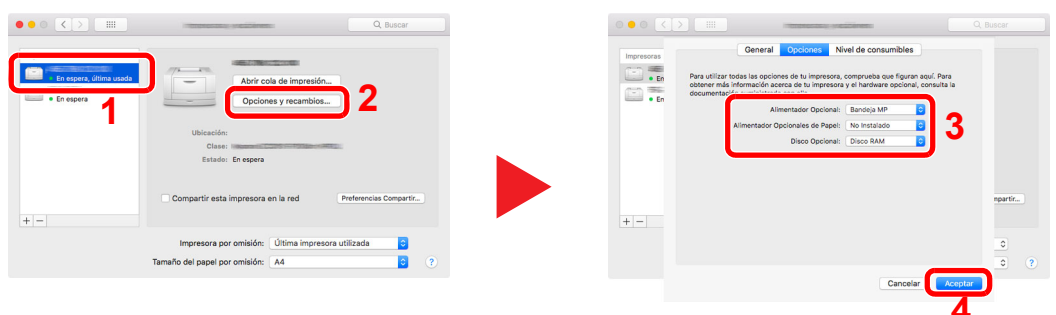 Buscar
En espera, última usada
En espera
1
Abrir cola de impresión...
Opciones y recambios...
2
Ubicación:
Clase:
Estado: En espera
Compartir esta impresora en la red
Preferencias Compartir...
+ −
Impresora por omisión: Última impresora utilizada
Tamaño del papel por omisión: A4
?
Buscar
Impresoras
En
En
General Opciones Nivel de consumibles
Para utilizar todas las opciones de tu impresora, comprueba que figuran aquí. Para
obtener más información acerca de tu impresora y el hardware opcional, consulta la
documentación suministrada con ella.
Alimentador Opcional: Bandeja MP
Alimentador Opcionales de Papel: No Instalado
Disco Opcional: Disco RAM
3
mpartir...
+ −
?
Cancelar Aceptar
4